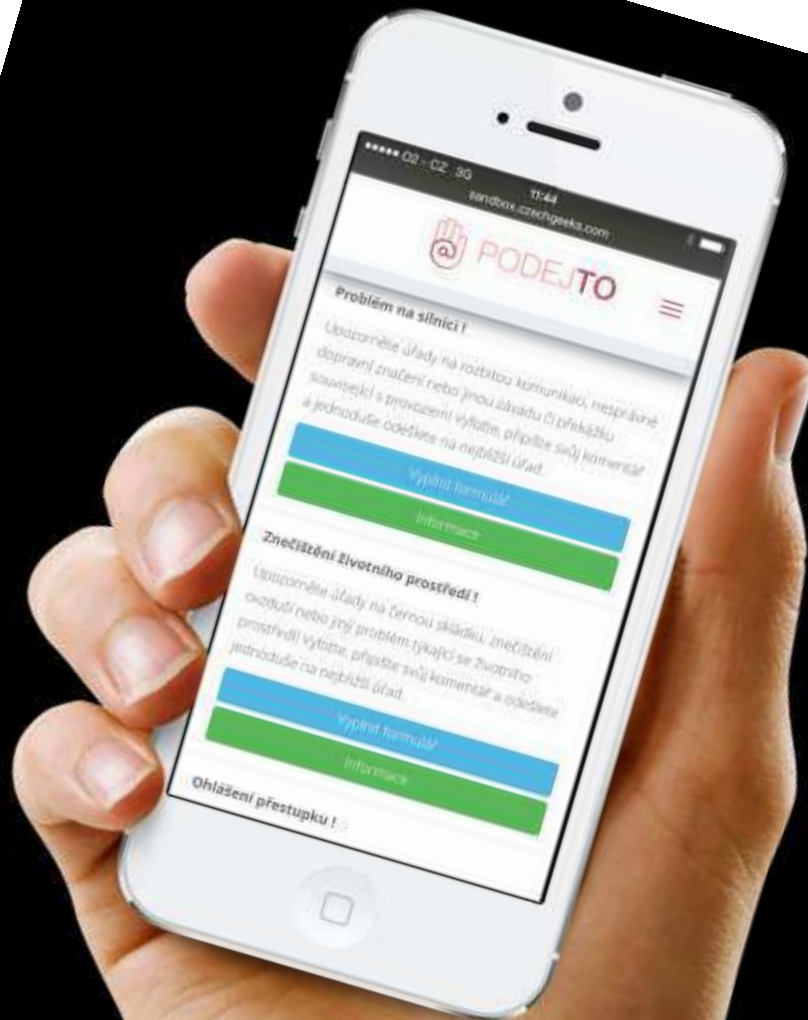 O2 - CZ 3G
11:44
sandbox.czechgeeks.com
PODEJTO
Problém na silnici !
Upozorněte úřady na rozbitou komunikaci, nesprávné
dopravní značení nebo jinou závadu či překážku
související s provozem! Vyfoťte, připište svůj komentář
a jednoduše odešlete na nejbližší úřad.
Vyplnit formulář
Informace
Znečištění životního prostředí !
Upozorněte úřady na černou skládku, znečištění
ovzduší nebo jiný problém týkající se životního
prostředí! Vyfoťte, připište svůj komentář a odešlete
jednoduše na nejbližší úřad.
Vyplnit formulář
Informace
Ohlášení přestupku !